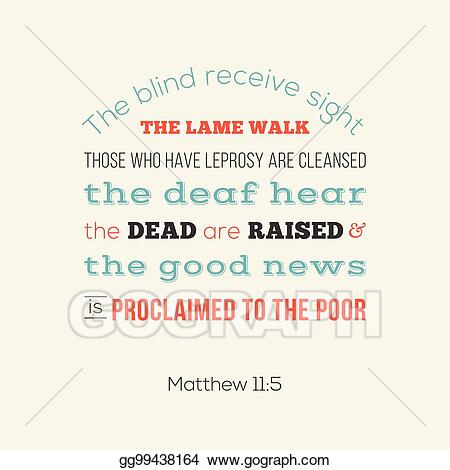 The blind receive sight
THE LAME WALK
THOSE WHO HAVE LEPROSY ARE CLEANSED
the deaf hear
the DEAD are RAISED &
the good news
is PROCLAIMED TO THE POOR
GOGRAPH
Matthew 11:5
gg99438164 www.gograph.com